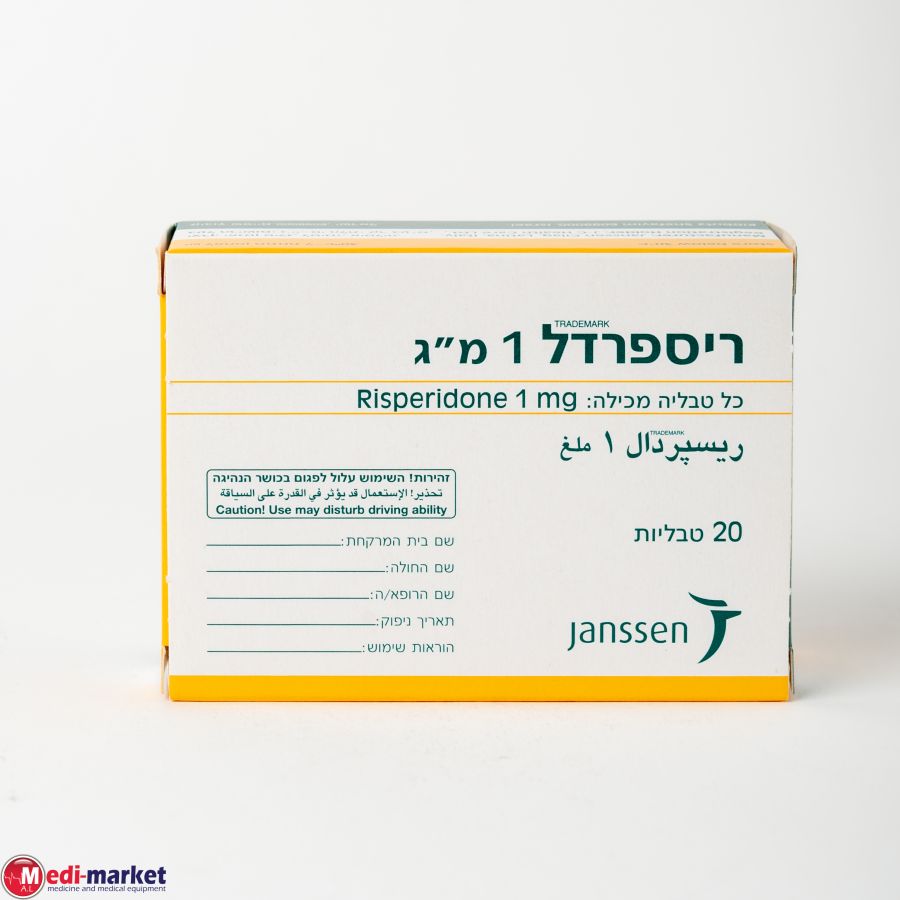 TRADEMARK
ריספרדל 1 מ״ג
כל טבליה מכילה: Risperidone 1 mg
TRADEMARK
ريسپردال ١ ملغ
זהירות! השימוש עלול לפגום בכושר הנהיגה
تحذير! الإستعمال قد يؤثر في القدرة على السياقة
Caution! Use may disturb driving ability
20 טבליות
שם בית המרקחת:
שם החולה:
שם הרופא/ה:
תאריך ניפוק:
הוראות שימוש:
janssen
Medi-market
A.L
medicine and medical equipment